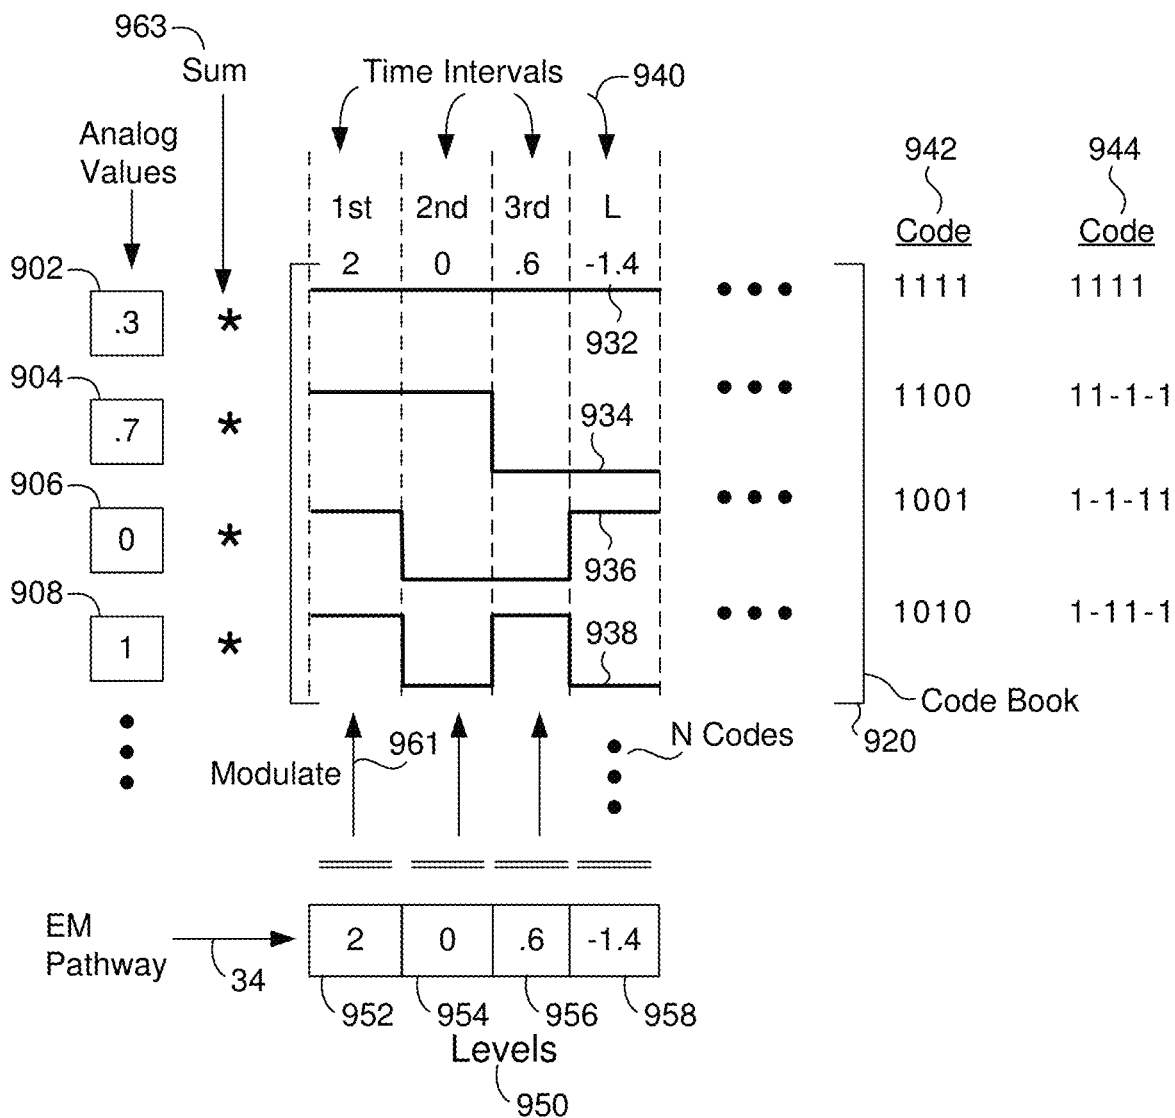 963
Sum
Time Intervals
940
Analog
Values
942
944
1st 2nd 3rd L
Code Code
902
2 0 .6 -1.4
.3
*
932
1111 1111
904
.7
*
934
1100 11-1-1
906
0
*
936
1001 1-1-11
908
1
*
938
1010 1-11-1
Code Book
920
N Codes
961
Modulate
EM
Pathway
34
2 0 .6 -1.4
952 954 956 958
Levels
950